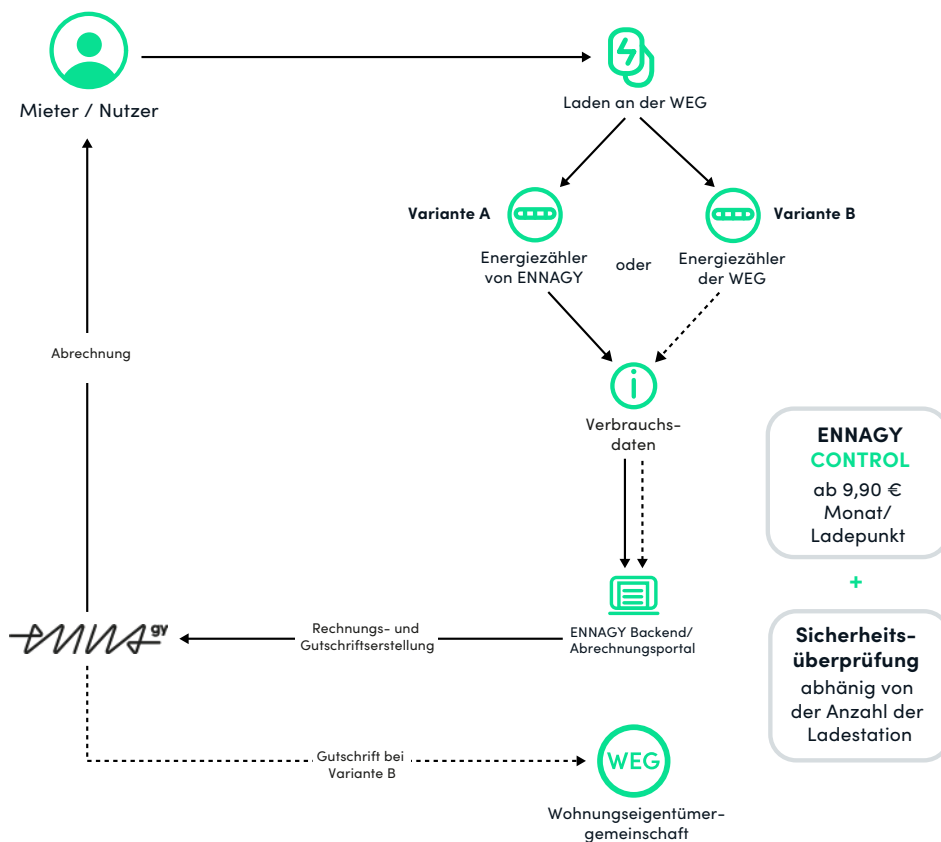 Mieter / Nutzer
Laden an der WEG
Variante A
Variante B
Energiezähler
von ENNAGY
oder
Energiezähler
der WEG
Abrechnung
Verbrauchs-
daten
ENNAGY
CONTROL
ab 9,90 €
Monat/
Ladepunkt
+
ennagy
Rechnungs- und
Gutschriftserstellung
ENNAGY Backend/
Abrechnungsportal
Sicherheits-
überprüfung
abhänig von
der Anzahl der
Ladestation
Gutschrift bei
Variante B
WEG
Wohnungseigentümer-
gemeinschaft